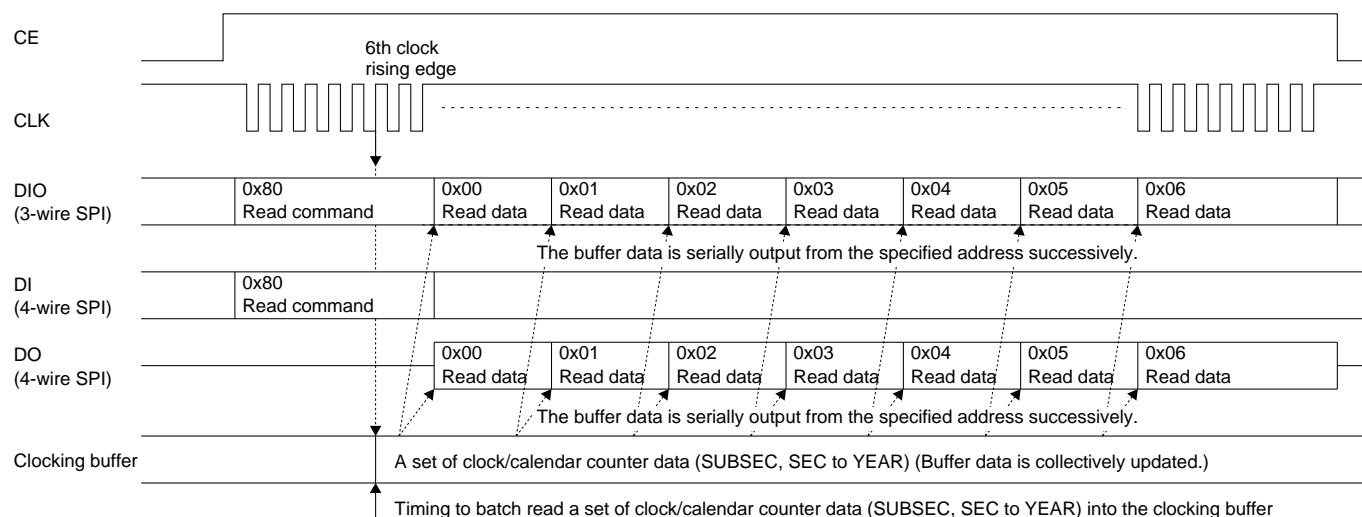 CE
6th clock
rising edge
CLK
DIO
(3-wire SPI)
0x80
Read command
0x00
Read data
0x01
Read data
0x02
Read data
0x03
Read data
0x04
Read data
0x05
Read data
0x06
Read data
The buffer data is serially output from the specified address successively.
DI
(4-wire SPI)
0x80
Read command
DO
(4-wire SPI)
0x00
Read data
0x01
Read data
0x02
Read data
0x03
Read data
0x04
Read data
0x05
Read data
0x06
Read data
The buffer data is serially output from the specified address successively.
Clocking buffer
A set of clock/calendar counter data (SUBSEC, SEC to YEAR) (Buffer data is collectively updated.)
Timing to batch read a set of clock/calendar counter data (SUBSEC, SEC to YEAR) into the clocking buffer